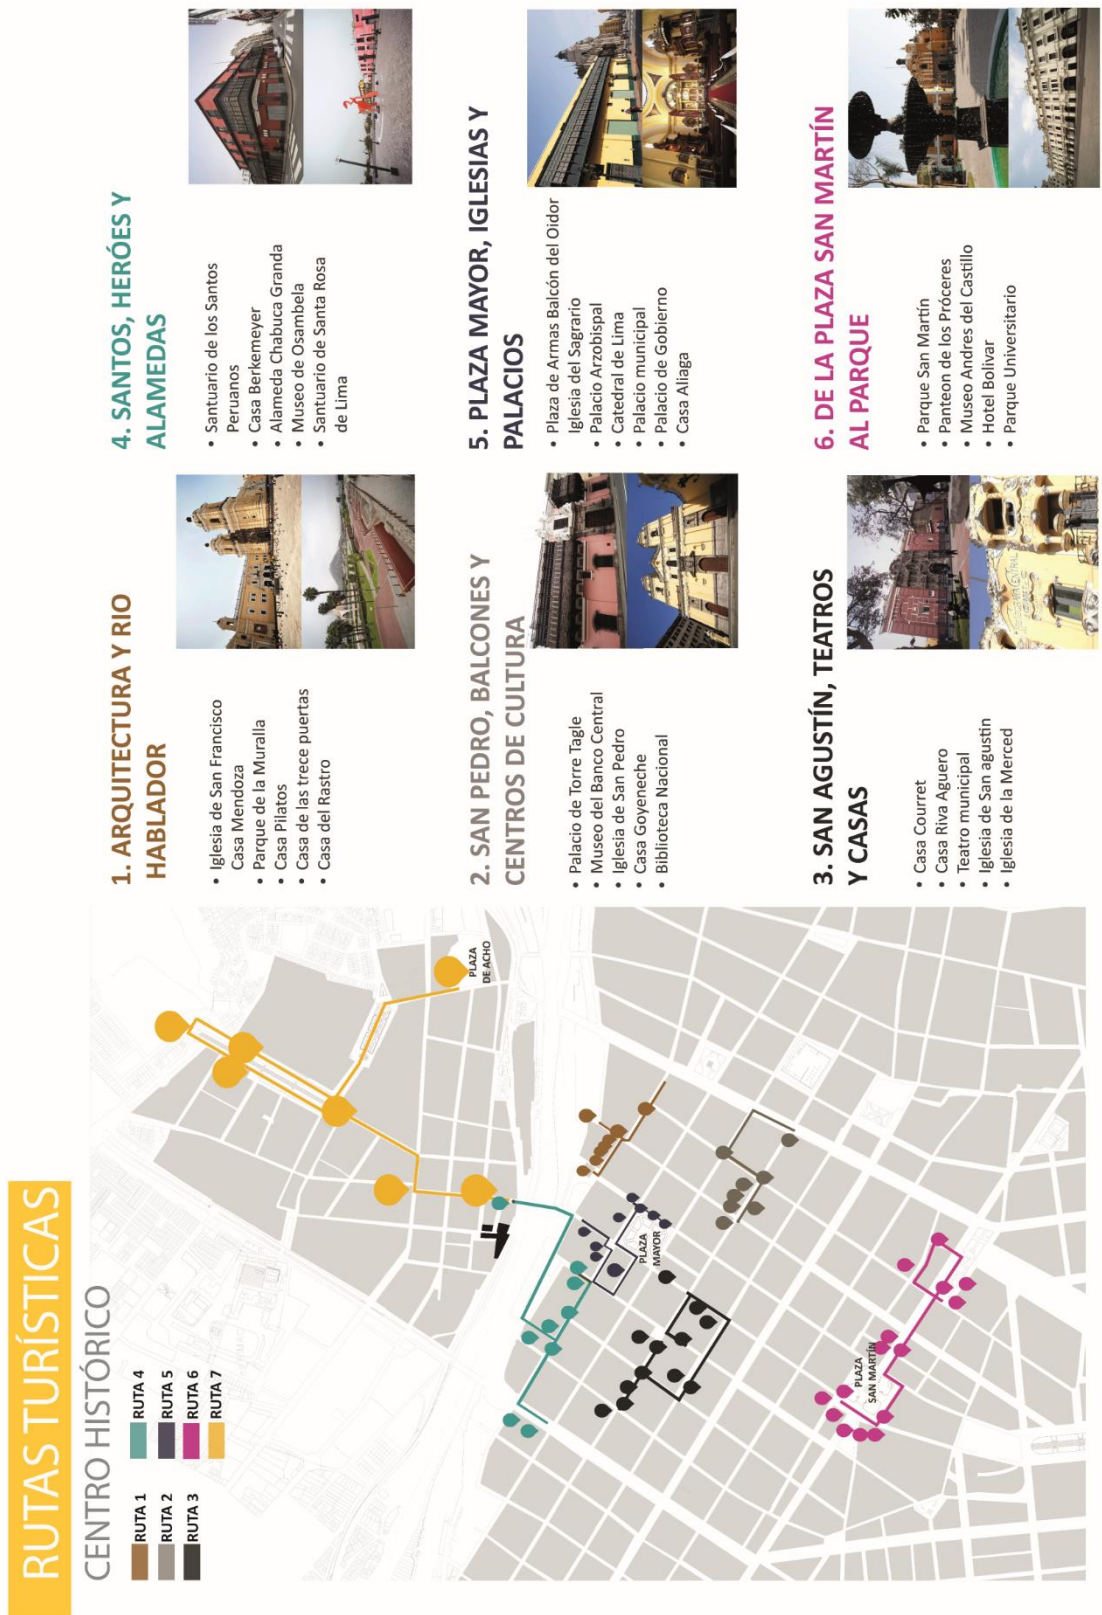 RUTAS TURÍSTICAS
CENTRO HISTÓRICO
RUTA 1
RUTA 2
RUTA 3
RUTA 4
RUTA 5
RUTA 6
RUTA 7
PLAZA
DE ACHO
PLAZA
MAYOR
PLAZA
SAN MARTÍN
1. ARQUITECTURA Y RIO
HABLADOR
• Iglesia de San Francisco
Casa Mendoza
• Parque de la Muralla
• Casa Pilatos
• Casa de las trece puertas
• Casa del Rastro
2. SAN PEDRO, BALCONES Y
CENTROS DE CULTURA
• Palacio de Torre Tagle
• Museo del Banco Central
• Iglesia de San Pedro
• Casa Goyeneche
• Biblioteca Nacional
3. SAN AGUSTÍN, TEATROS
Y CASAS
• Casa Courret
• Casa Riva Aguero
• Teatro municipal
• Iglesia de San agustin
• Iglesia de la Merced
4. SANTOS, HERÓES Y
ALAMEDAS
• Santuario de los Santos
Peruanos
• Casa Berkemeyer
• Alameda Chabuca Granda
• Museo de Osambela
• Santuario de Santa Rosa
de Lima
5. PLAZA MAYOR, IGLESIAS Y
PALACIOS
• Plaza de Armas Balcón del Oidor
Iglesia del Sagrario
• Palacio Arzobispal
• Catedral de Lima
• Palacio municipal
• Palacio de Gobierno
• Casa Aliaga
6. DE LA PLAZA SAN MARTÍN
AL PARQUE
• Parque San Martín
• Panteon de los Próceres
• Museo Andres del Castillo
• Hotel Bolivar
• Parque Universitario